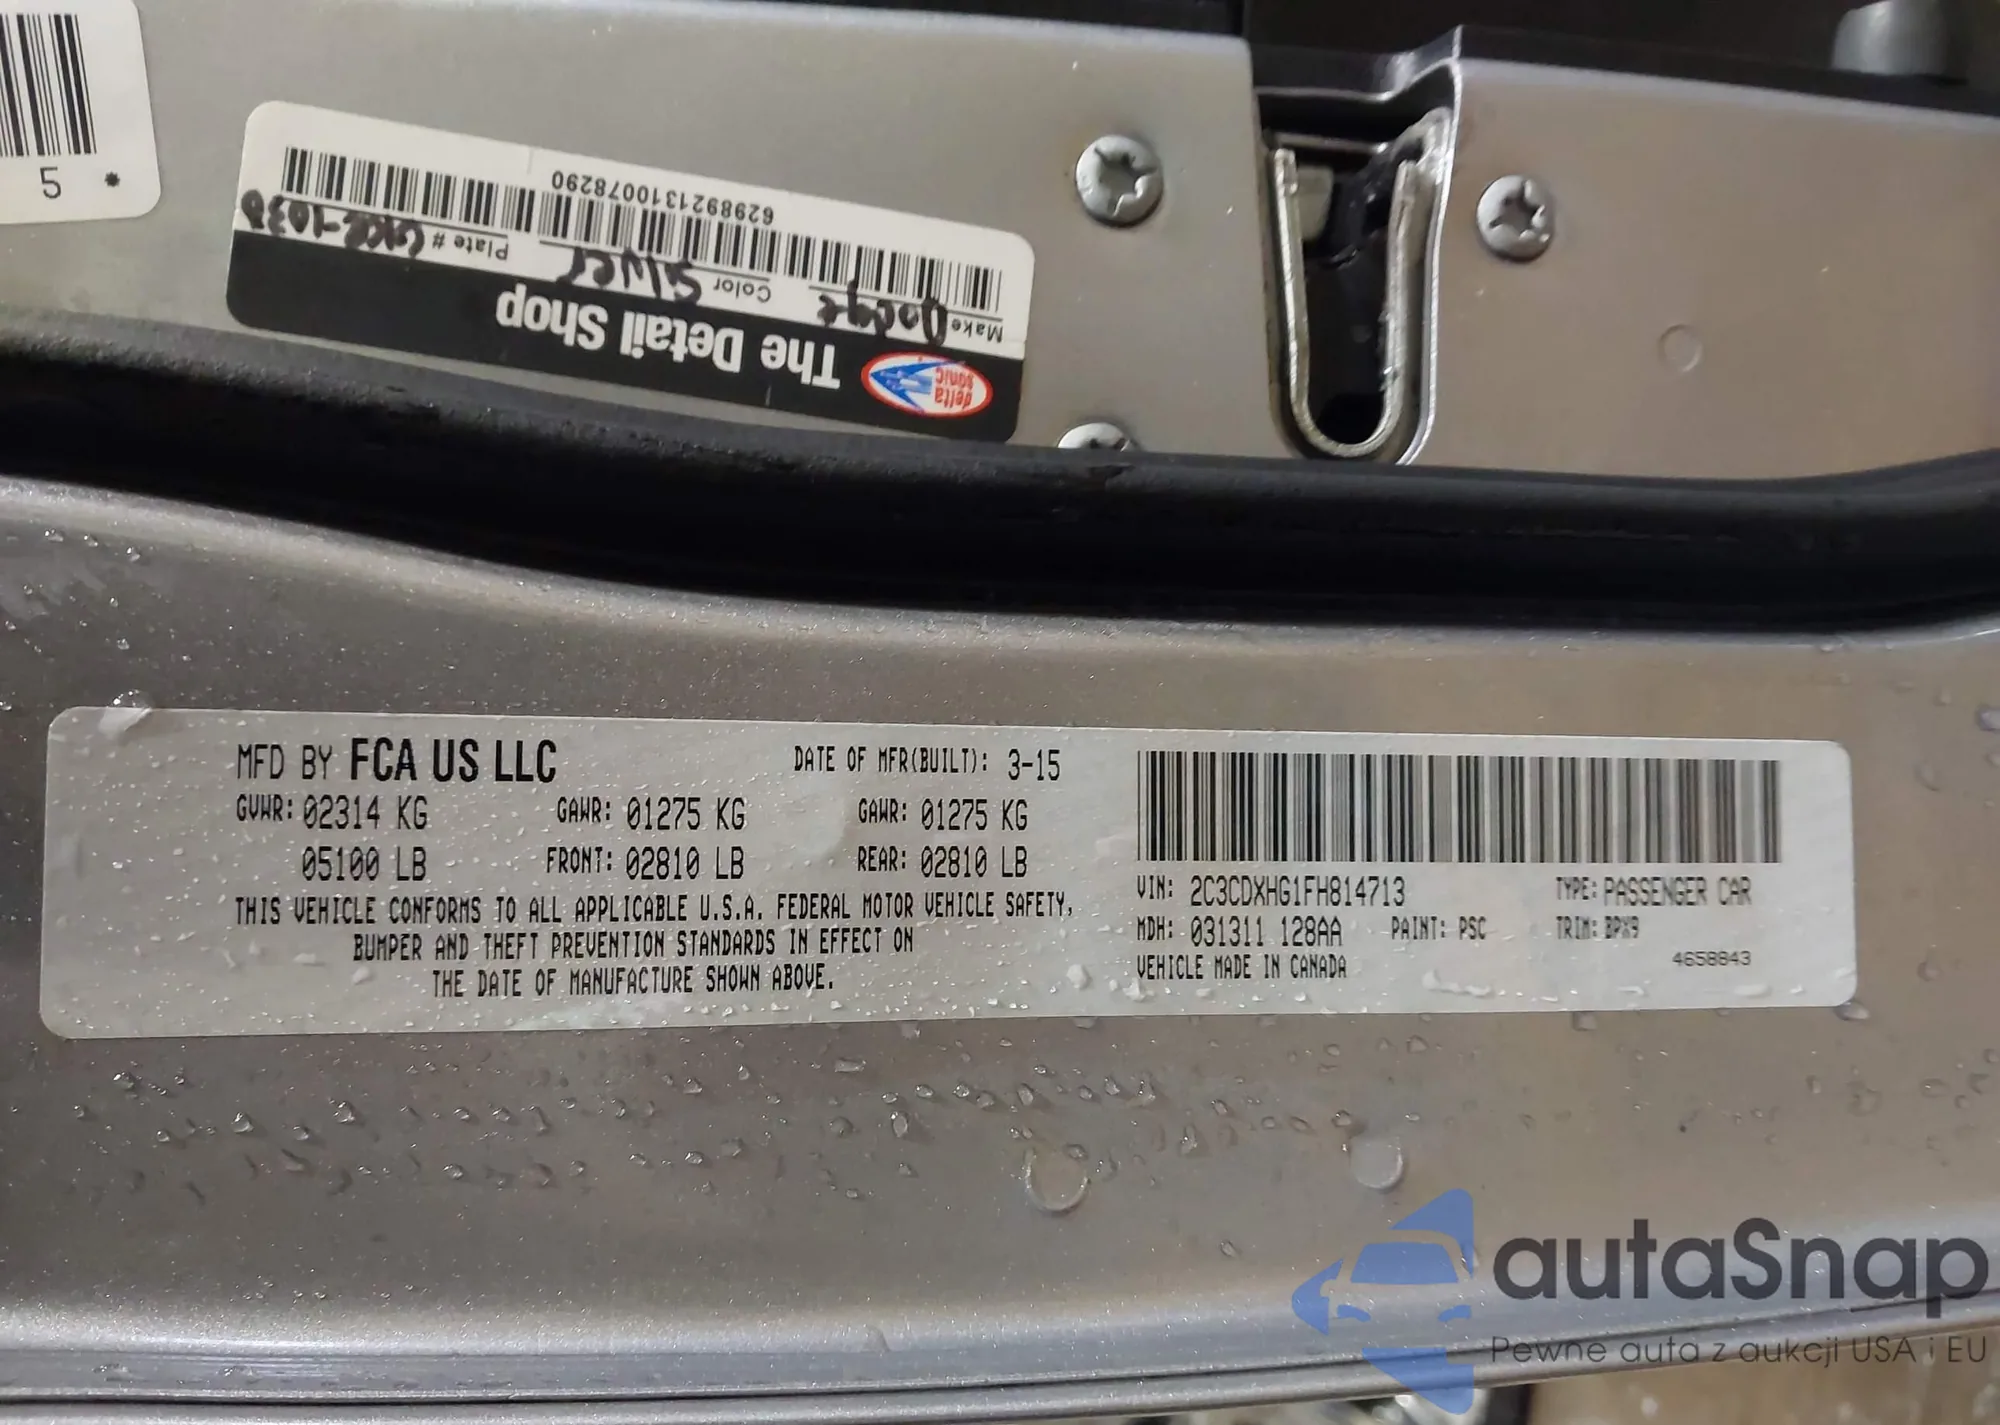 5 *
6298921310078290
Make Dodge Color Silver Plate #
delta sonic The Detail Shop
MFD BY FCA US LLC DATE OF MFR(BUILT): 3-15
GVWR: 02314 KG GAWR: 01275 KG GAWR: 01275 KG
05100 LB FRONT: 02810 LB REAR: 02810 LB
THIS VEHICLE CONFORMS TO ALL APPLICABLE U.S.A. FEDERAL MOTOR VEHICLE SAFETY,
BUMPER AND THEFT PREVENTION STANDARDS IN EFFECT ON
THE DATE OF MANUFACTURE SHOWN ABOVE.
VIN: 2C3CDXHG1FH814713 TYPE: PASSENGER CAR
MDH: 031311 128AA PAINT: PSC TRIM: BPX9
VEHICLE MADE IN CANADA 4658843
autaSnap
Pewne auta z aukcji USA i EU